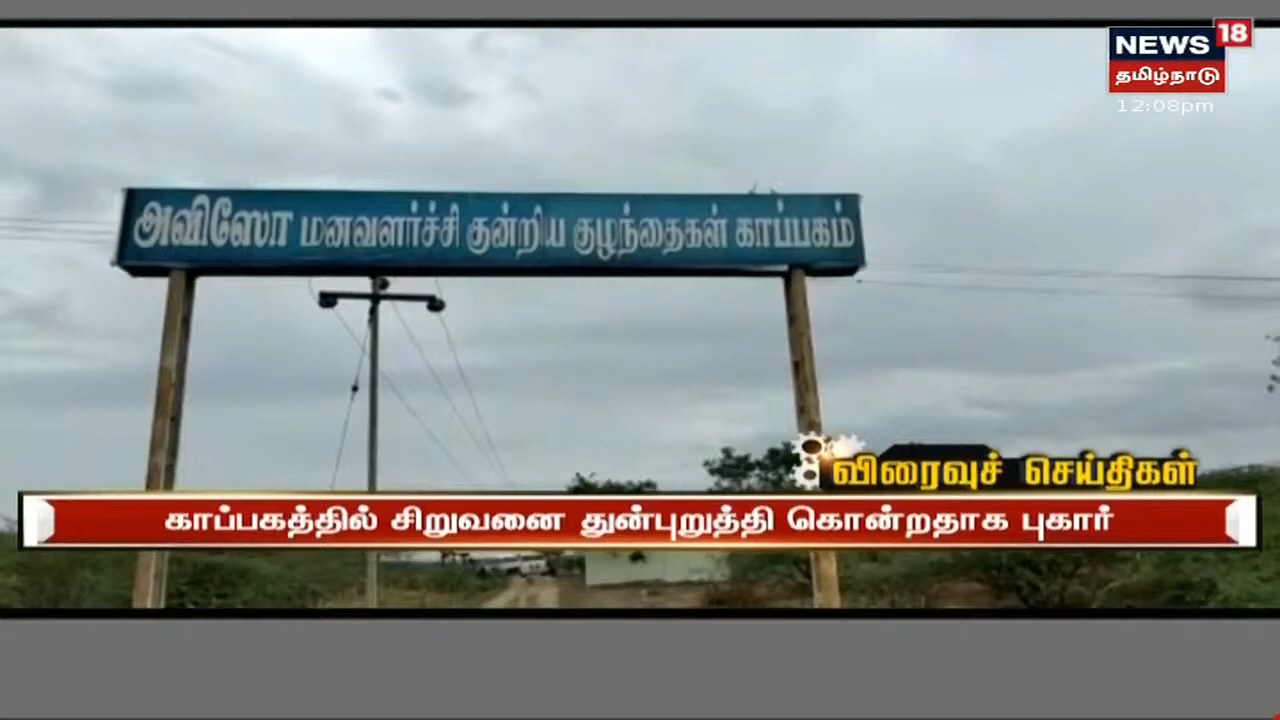 NEWS 18
தமிழ்நாடு
12:08pm
அவிஸோ மனவளர்ச்சி குன்றிய குழந்தைகள் காப்பகம்
விரைவுச் செய்திகள்
காப்பகத்தில் சிறுவனை துன்புறுத்தி கொன்றதாக புகார்